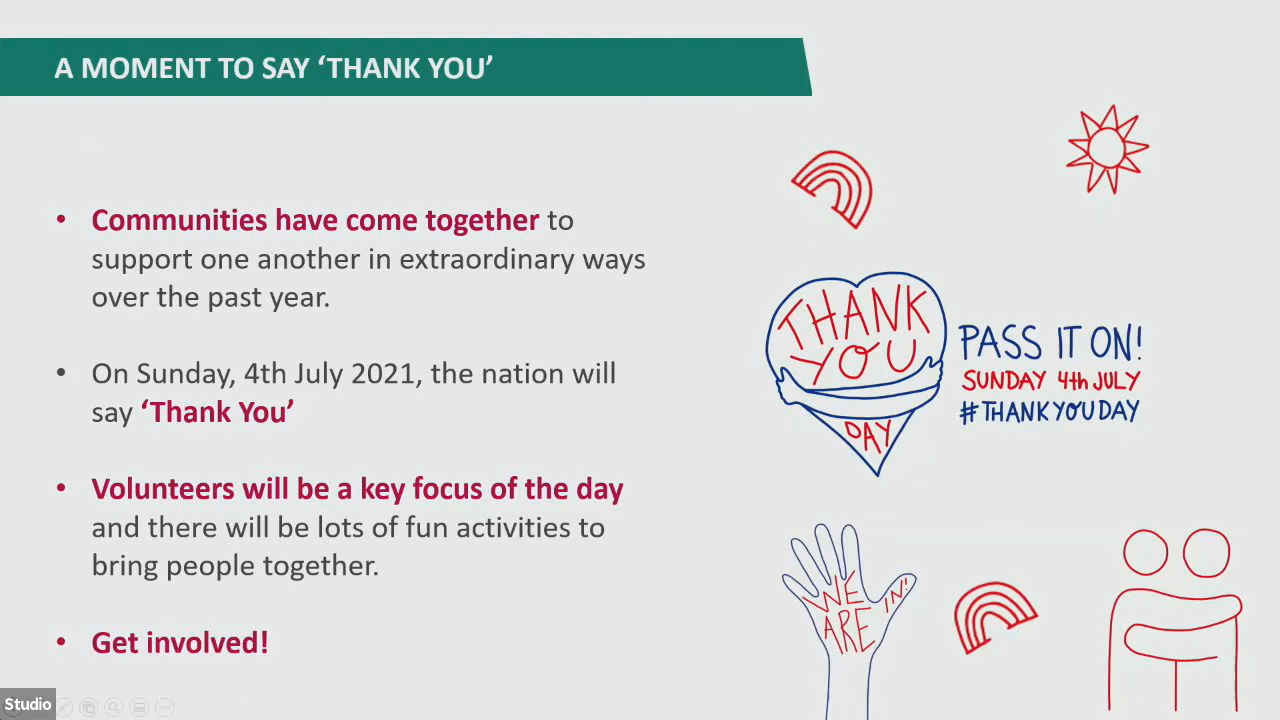 A MOMENT TO SAY ‘THANK YOU’
• Communities have come together to
support one another in extraordinary ways
over the past year.
• On Sunday, 4th July 2021, the nation will
say ‘Thank You’
• Volunteers will be a key focus of the day
and there will be lots of fun activities to
bring people together.
• Get involved!
THANK
YOU
DAY
PASS IT ON!
SUNDAY 4th JULY
#THANKYOUDAY
WE
ARE
IN!
Studio